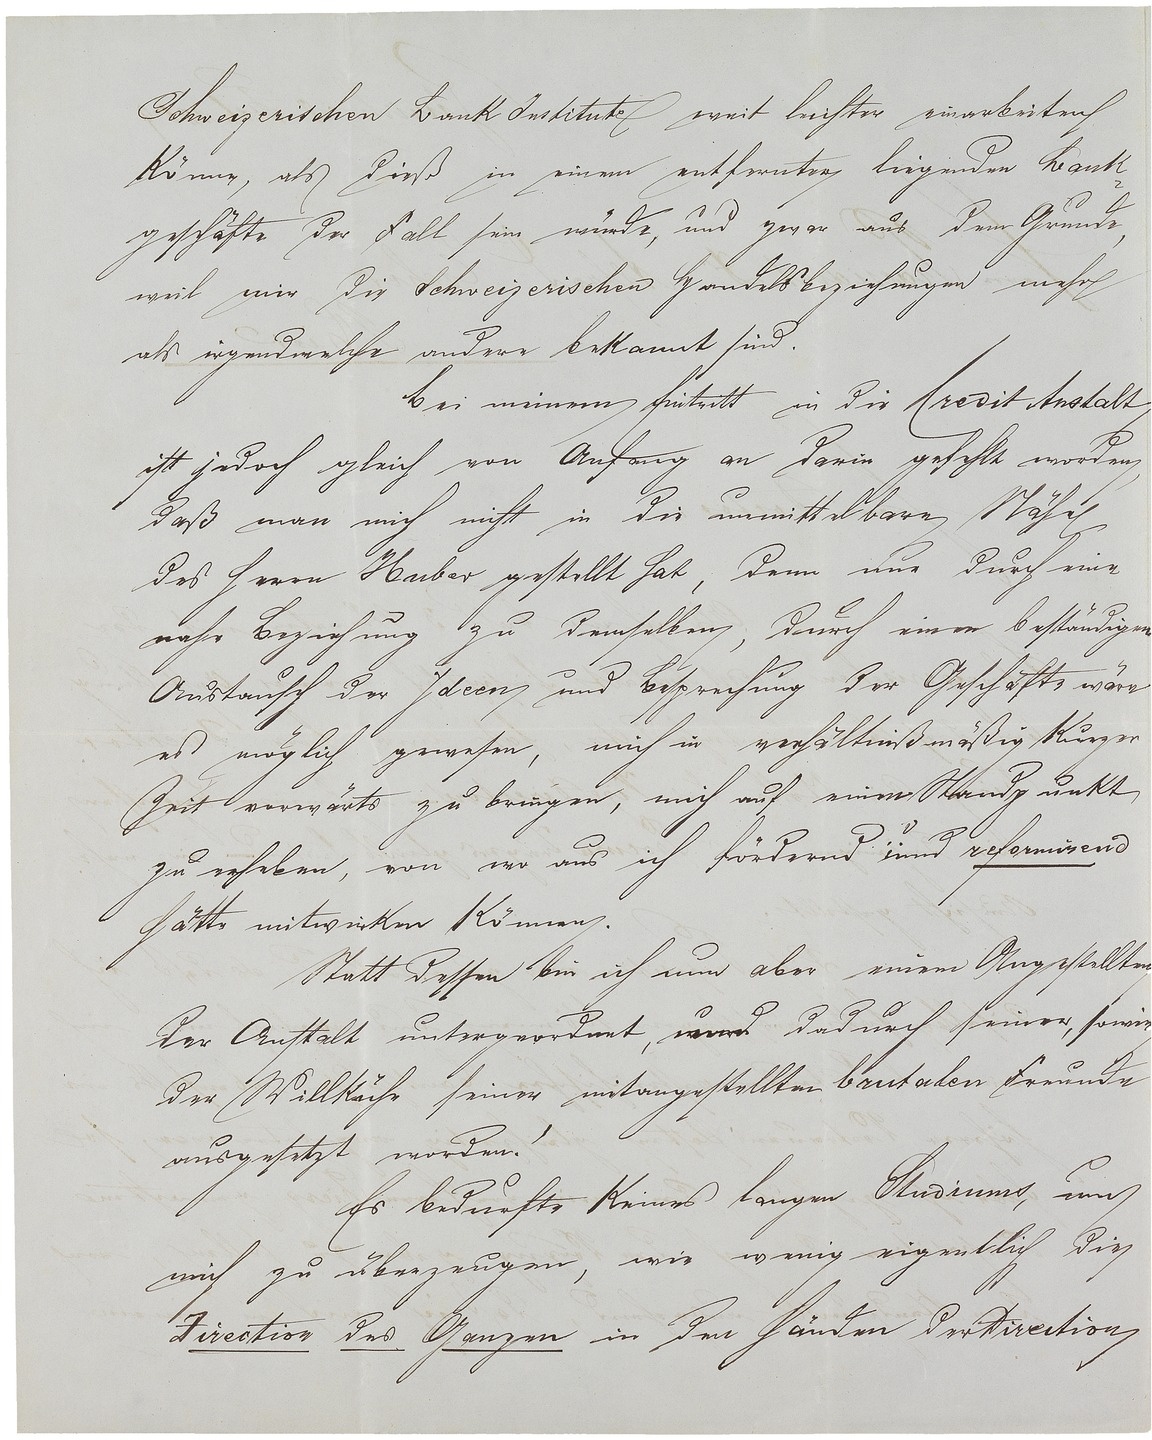 Schweizerischen Bank Institute weit leichter einarbeiten
könne, als dieß in einem entfernter liegenden Bank-
geschäfte der Fall sein würde, und zwar aus dem Grunde,
weil mir die Schweizerischen Handelsbeziehungen mehr
als irgendwelche andere bekannt sind.
Bei meinem Eintritt in die Credit Anstalt
ist jedoch gleich von Anfang an darin gefehlt worden,
daß man mich nicht in die unmittelbare Nähe
des Herrn Huber gestellt hat, denn nur durch eine
nahe Beziehung zu demselben, durch einen beständigen
Austausch der Ideen und Besprechung der Geschäfte wäre
es möglich gewesen, mich in verhältnißmäßig kurzer
Zeit vorwärts zu bringen, mich auf einen Standpunkt
zu erheben, von wo aus ich fördernd und reformirend
hätte mitwirken können.
Statt dessen bin ich nun aber einem Angestellten
der Anstalt untergeordnet, und dadurch seiner, sowie
der Willkühr seiner mitangestellten brutalen Freunde
ausgesetzt worden!
Es bedurfte keines langen Studiums, um
mich zu überzeugen, wie wenig eigentlich die
Direction des Ganzen in den Händen der Direction